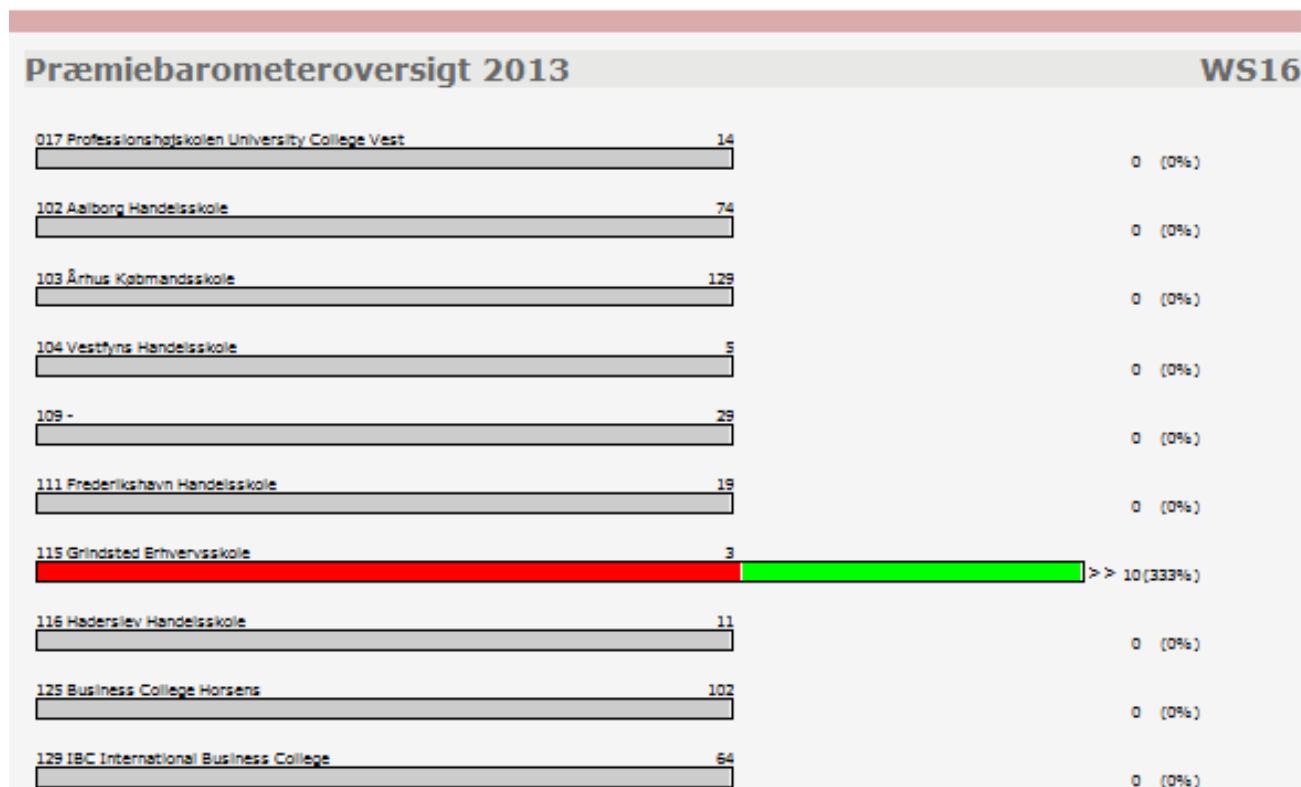 Præmiebarometeroversigt 2013 WS16
017 Professionshøjskolen University College Vest 14
0 (0%)
102 Aalborg Handelsskole 74
0 (0%)
103 Århus Købmandsskole 129
0 (0%)
104 Vestfyns Handelsskole 5
0 (0%)
109 - 29
0 (0%)
111 Frederikshavn Handelsskole 19
0 (0%)
115 Grindsted Erhvervsskole 3
>> 10(333%)
116 Haderslev Handelsskole 11
0 (0%)
125 Business College Horsens 102
0 (0%)
129 IBC International Business College 64
0 (0%)